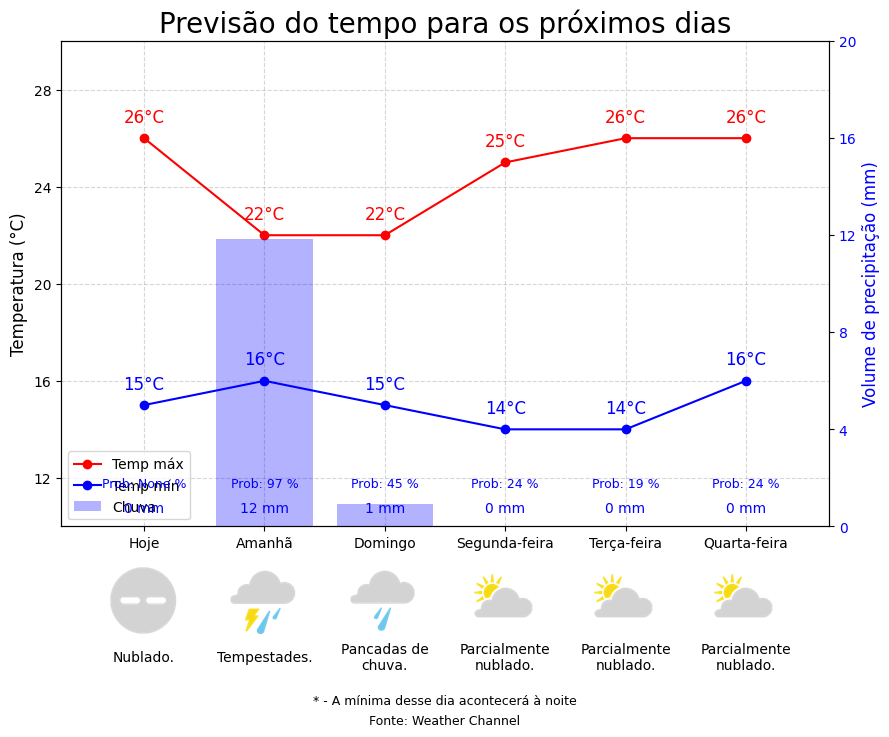 Previsão do tempo para os próximos dias
Temperatura (°C)
28
24
20
16
12
20
16
12
8
4
0
Volume de precipitação (mm)
26°C
22°C
22°C
25°C
26°C
26°C
15°C
16°C
15°C
14°C
14°C
16°C
Temp máx
Temp mín
Chuva
Prob: None %
Prob: 97 %
Prob: 45 %
Prob: 24 %
Prob: 19 %
Prob: 24 %
0 mm
12 mm
1 mm
0 mm
0 mm
0 mm
Hoje
Amanhã
Domingo
Segunda-feira
Terça-feira
Quarta-feira
Nublado.
Tempestades.
Pancadas de
chuva.
Parcialmente
nublado.
Parcialmente
nublado.
Parcialmente
nublado.
* - A mínima desse dia acontecerá à noite
Fonte: Weather Channel